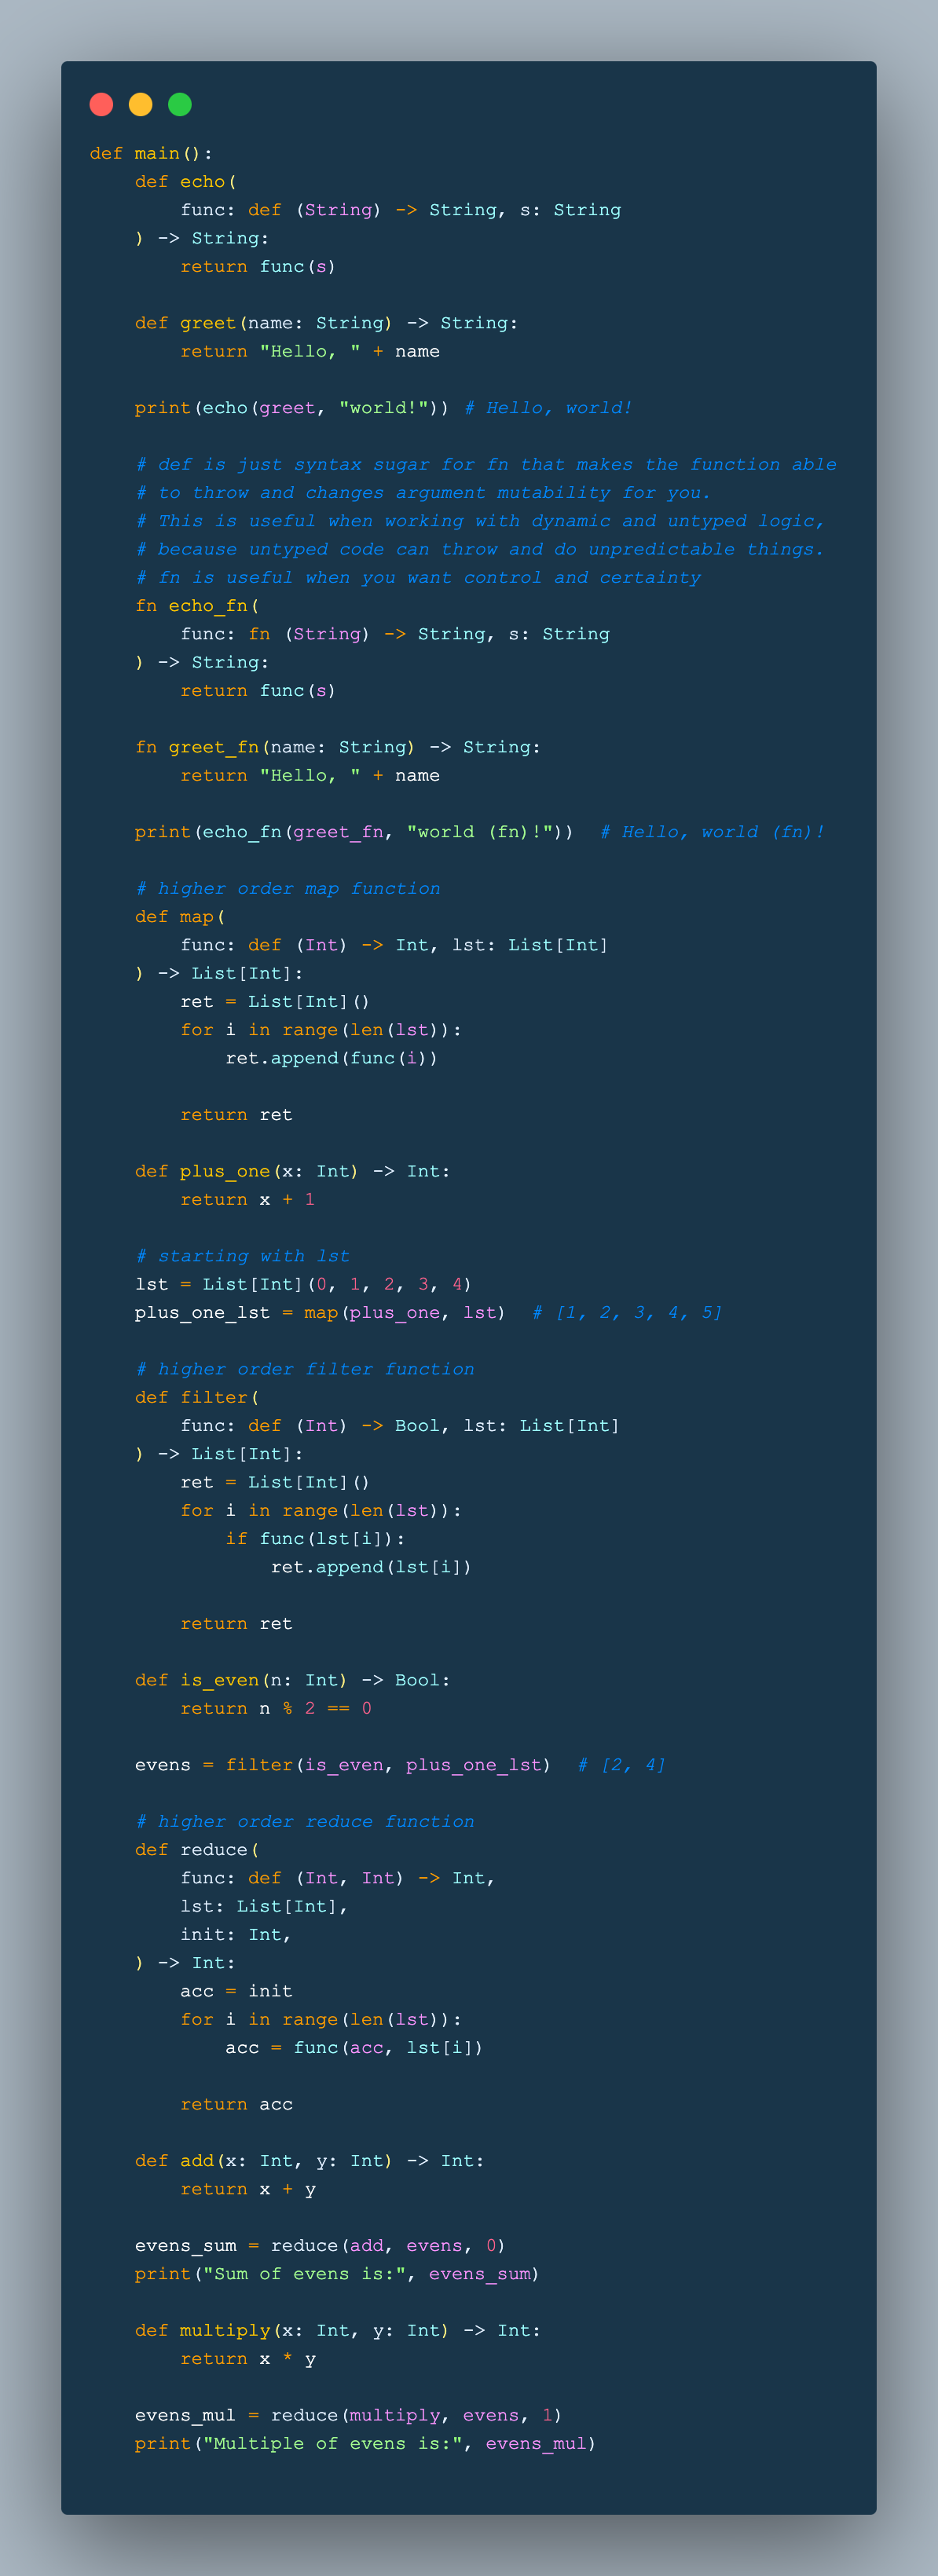 def main():
    def echo(
        func: def (String) -> String, s: String
    ) -> String:
        return func(s)

    def greet(name: String) -> String:
        return "Hello, " + name

    print(echo(greet, "world!")) # Hello, world!

    # def is just syntax sugar for fn that makes the function able
    # to throw and changes argument mutability for you.
    # This is useful when working with dynamic and untyped logic,
    # because untyped code can throw and do unpredictable things.
    # fn is useful when you want control and certainty
    fn echo_fn(
        func: fn (String) -> String, s: String
    ) -> String:
        return func(s)

    fn greet_fn(name: String) -> String:
        return "Hello, " + name

    print(echo_fn(greet_fn, "world (fn)!"))  # Hello, world (fn)!

    # higher order map function
    def map(
        func: def (Int) -> Int, lst: List[Int]
    ) -> List[Int]:
        ret = List[Int]()
        for i in range(len(lst)):
            ret.append(func(i))

        return ret

    def plus_one(x: Int) -> Int:
        return x + 1

    # starting with lst
    lst = List[Int](0, 1, 2, 3, 4)
    plus_one_lst = map(plus_one, lst)  # [1, 2, 3, 4, 5]

    # higher order filter function
    def filter(
        func: def (Int) -> Bool, lst: List[Int]
    ) -> List[Int]:
        ret = List[Int]()
        for i in range(len(lst)):
            if func(lst[i]):
                ret.append(lst[i])

        return ret

    def is_even(n: Int) -> Bool:
        return n % 2 == 0

    evens = filter(is_even, plus_one_lst)  # [2, 4]

    # higher order reduce function
    def reduce(
        func: def (Int, Int) -> Int,
        lst: List[Int],
        init: Int,
    ) -> Int:
        acc = init
        for i in range(len(lst)):
            acc = func(acc, lst[i])

        return acc

    def add(x: Int, y: Int) -> Int:
        return x + y

    evens_sum = reduce(add, evens, 0)
    print("Sum of evens is:", evens_sum)

    def multiply(x: Int, y: Int) -> Int:
        return x * y

    evens_mul = reduce(multiply, evens, 1)
    print("Multiple of evens is:", evens_mul)